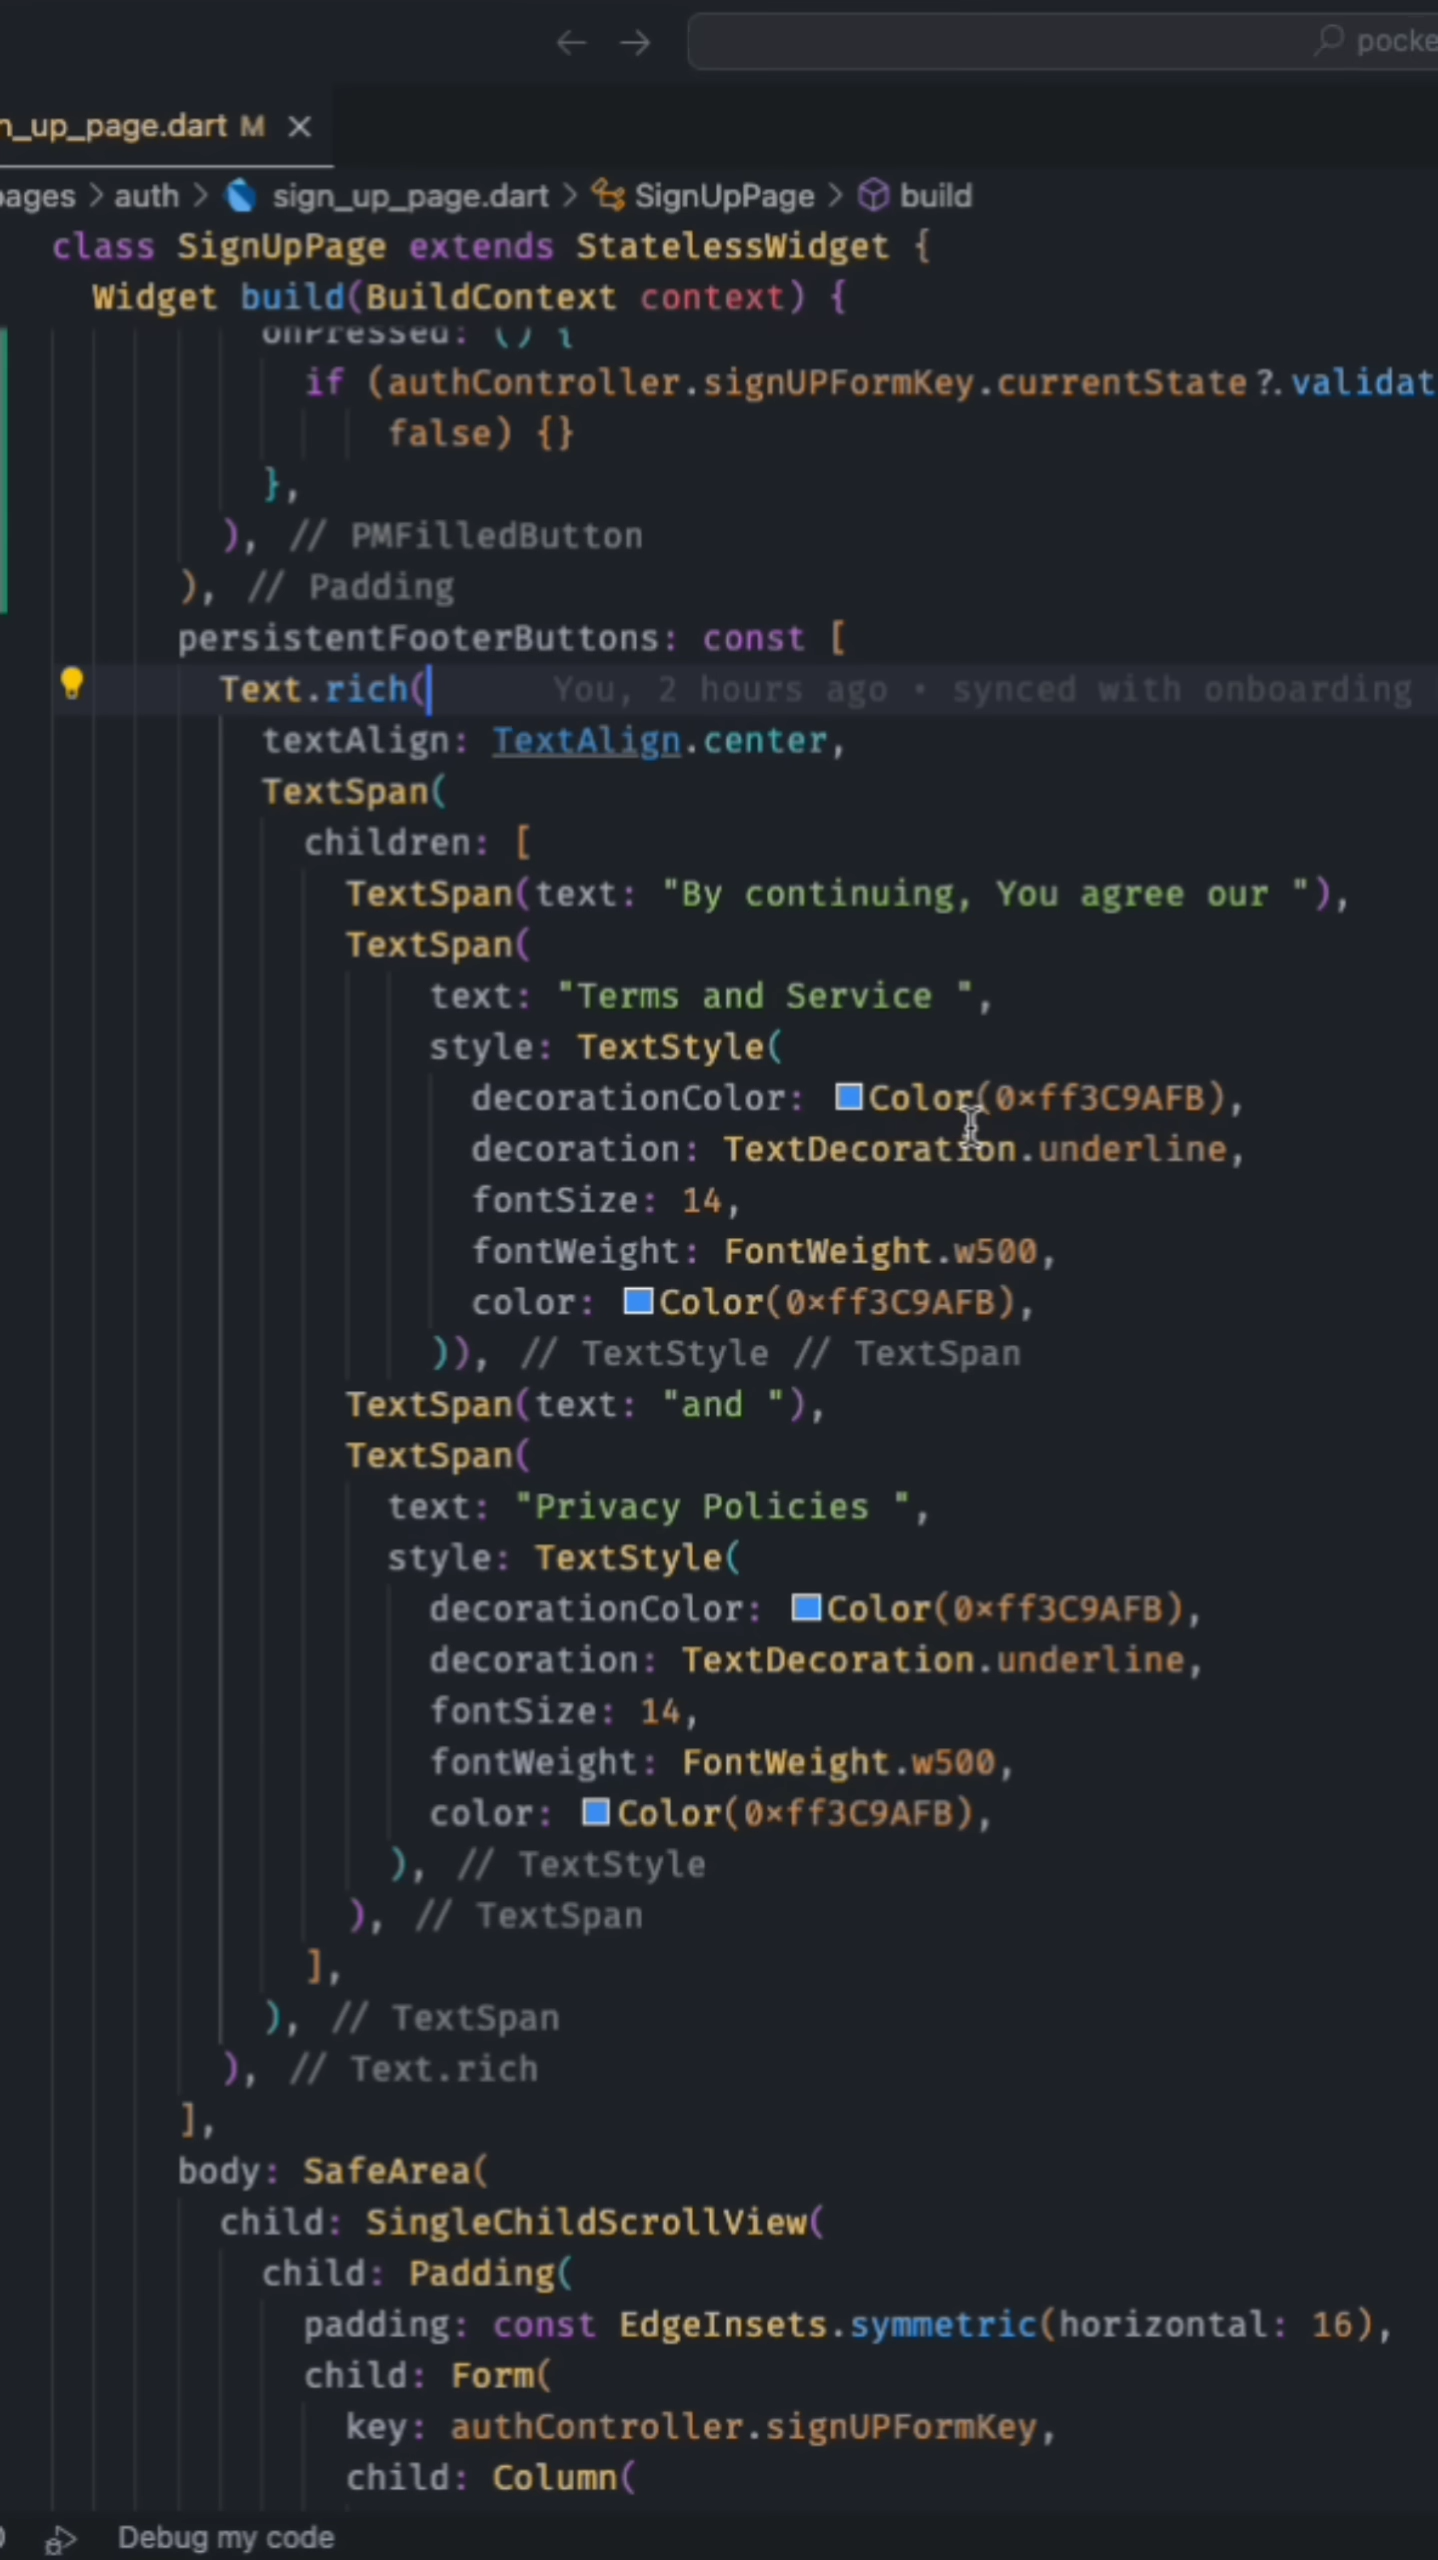 pocke
n_up_page.dart M
pages > auth > sign_up_page.dart > SignUpPage > build
class SignUpPage extends StatelessWidget {
Widget build(BuildContext context) {
onPressed: () {
if (authController.signUPFormKey.currentState?.validat
false) {}
},
), // PMFilledButton
), // Padding
persistentFooterButtons: const [
Text.rich( You, 2 hours ago • synced with onboarding
textAlign: TextAlign.center,
TextSpan(
children: [
TextSpan(text: "By continuing, You agree our "),
TextSpan(
text: "Terms and Service ",
style: TextStyle(
decorationColor: Color(0xff3C9AFB),
decoration: TextDecoration.underline,
fontSize: 14,
fontWeight: FontWeight.w500,
color: Color(0xff3C9AFB),
)), // TextStyle // TextSpan
TextSpan(text: "and "),
TextSpan(
text: "Privacy Policies ",
style: TextStyle(
decorationColor: Color(0xff3C9AFB),
decoration: TextDecoration.underline,
fontSize: 14,
fontWeight: FontWeight.w500,
color: Color(0xff3C9AFB),
), // TextStyle
), // TextSpan
],
), // TextSpan
), // Text.rich
],
body: SafeArea(
child: SingleChildScrollView(
child: Padding(
padding: const EdgeInsets.symmetric(horizontal: 16),
child: Form(
key: authController.signUPFormKey,
child: Column(
Debug my code